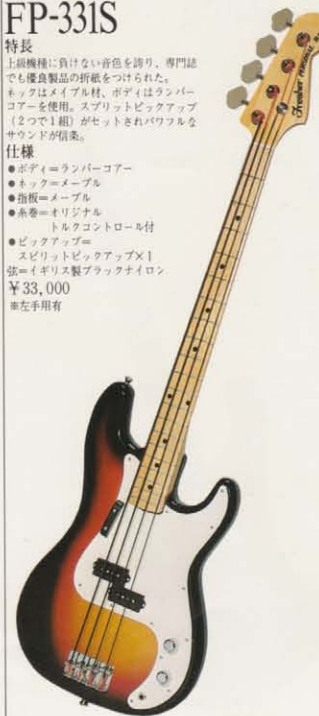 FP-331S
特長
上級機種に負けない音色を誇り、専門誌
でも優良製品の折紙をつけられた。
ネックはメイプル材、ボディはランバー
コアーを使用。スプリットピックアップ
(2つで1組)がセットされパワフルな
サウンドが信条。
仕様
●ボディ=ランバーコアー
●ネック=メープル
●指板=メープル
●糸巻=オリジナル
トルクコントロール付
●ピックアップ=
スピリットピックアップ×1
弦=イギリス製ブラックナイロン
¥33,000
※左手用有